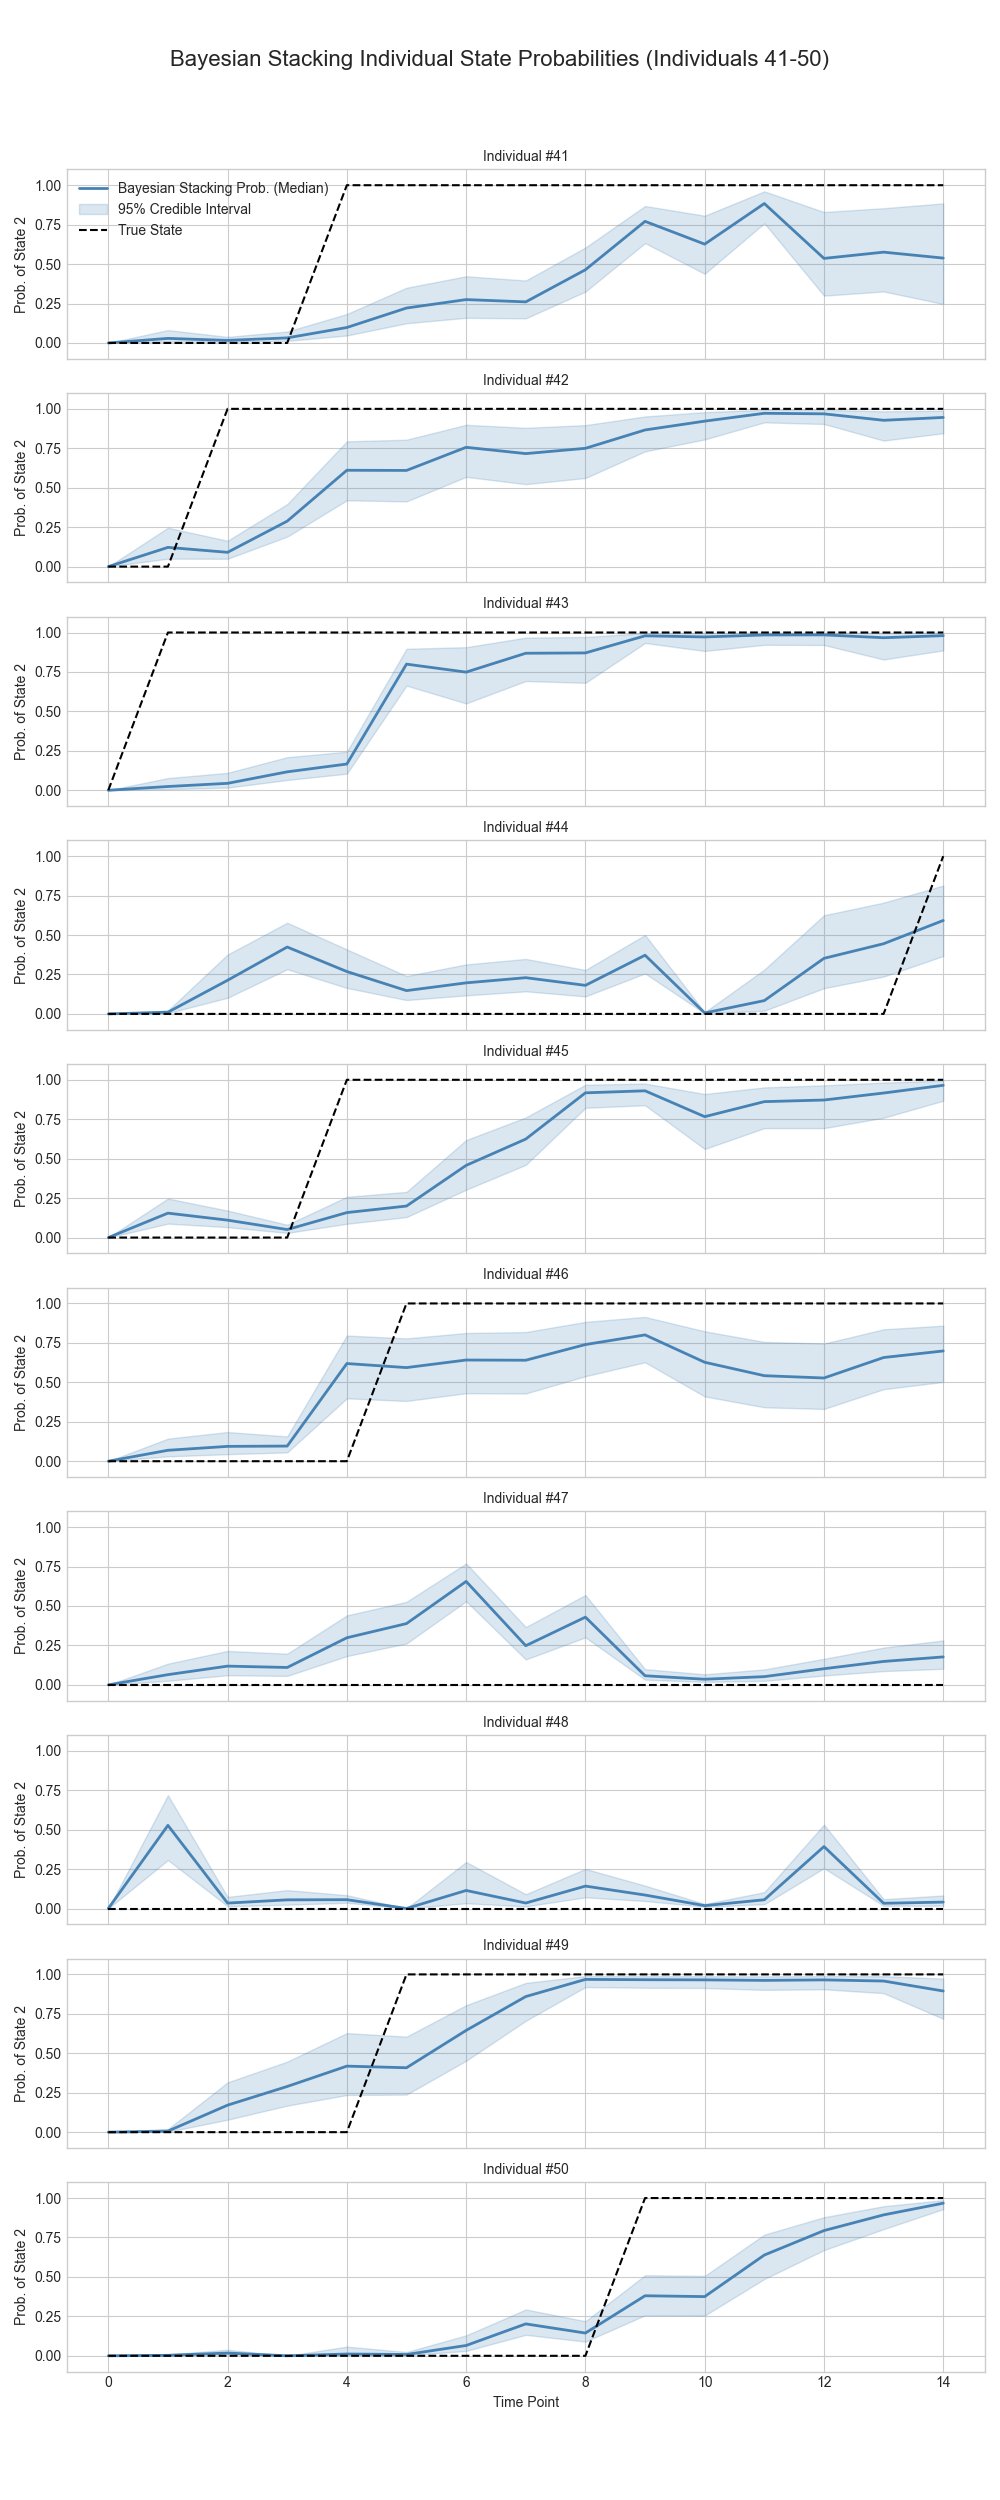 Bayesian Stacking Individual State Probabilities (Individuals 41-50)
Individual #41
Bayesian Stacking Prob. (Median)
95% Credible Interval
True State
Prob. of State 2
1.00
0.75
0.50
0.25
0.00
Individual #42
Prob. of State 2
1.00
0.75
0.50
0.25
0.00
Individual #43
Prob. of State 2
1.00
0.75
0.50
0.25
0.00
Individual #44
Prob. of State 2
1.00
0.75
0.50
0.25
0.00
Individual #45
Prob. of State 2
1.00
0.75
0.50
0.25
0.00
Individual #46
Prob. of State 2
1.00
0.75
0.50
0.25
0.00
Individual #47
Prob. of State 2
1.00
0.75
0.50
0.25
0.00
Individual #48
Prob. of State 2
1.00
0.75
0.50
0.25
0.00
Individual #49
Prob. of State 2
1.00
0.75
0.50
0.25
0.00
Individual #50
Prob. of State 2
1.00
0.75
0.50
0.25
0.00
0 2 4 6 8 10 12 14
Time Point